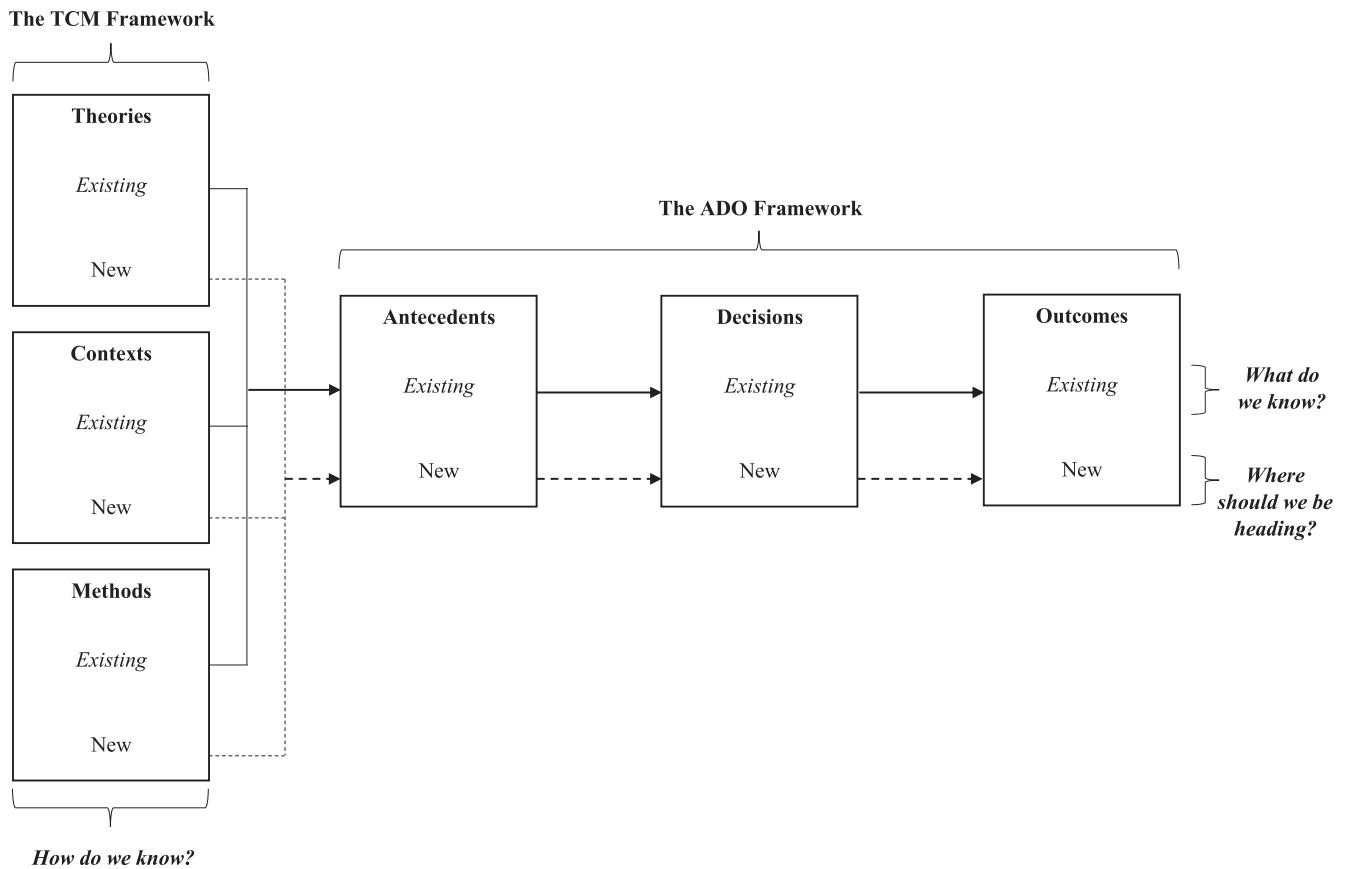 The TCM Framework
Theories
Existing
New
Contexts
Existing
New
Methods
Existing
New
How do we know?
The ADO Framework
Antecedents
Existing
New
Decisions
Existing
New
Outcomes
Existing
New
What do
we know?
Where
should we be
heading?